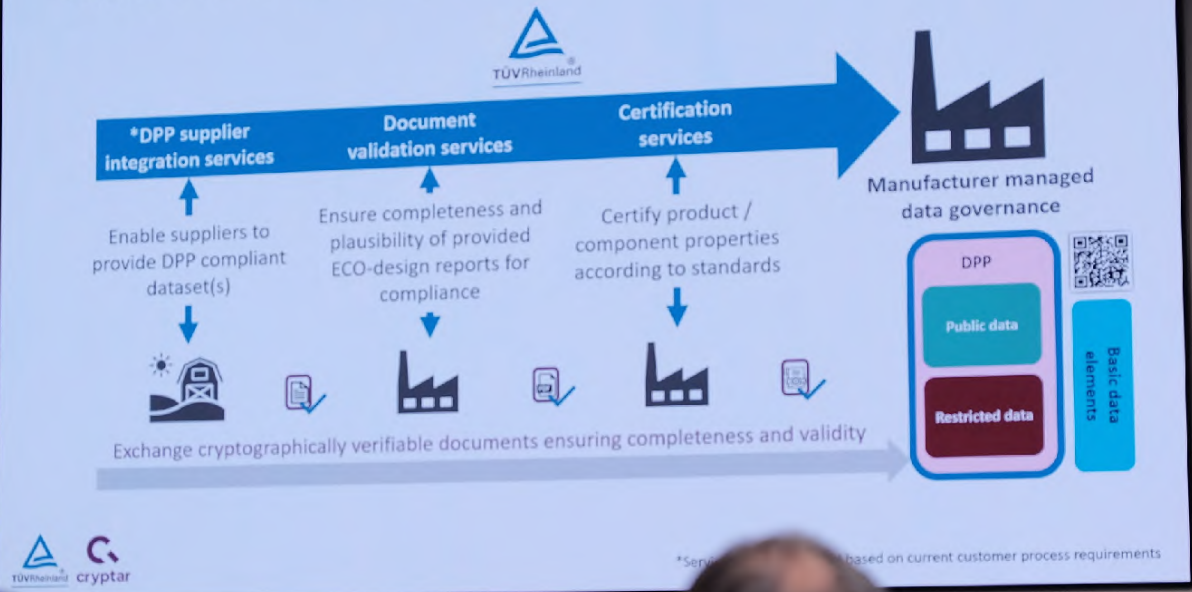 TÜVRheinland
*DPP supplier
integration services
Document
validation services
Certification
services
Enable suppliers to
provide DPP compliant
dataset(s)
Ensure completeness and
plausibility of provided
ECO-design reports for
compliance
Certify product /
component properties
according to standards
Manufacturer managed
data governance
DPP
Public data
Restricted data
Basic data
elements
Exchange cryptographically verifiable documents ensuring completeness and validity
TÜVRheinland
cryptar
based on current customer process requirements